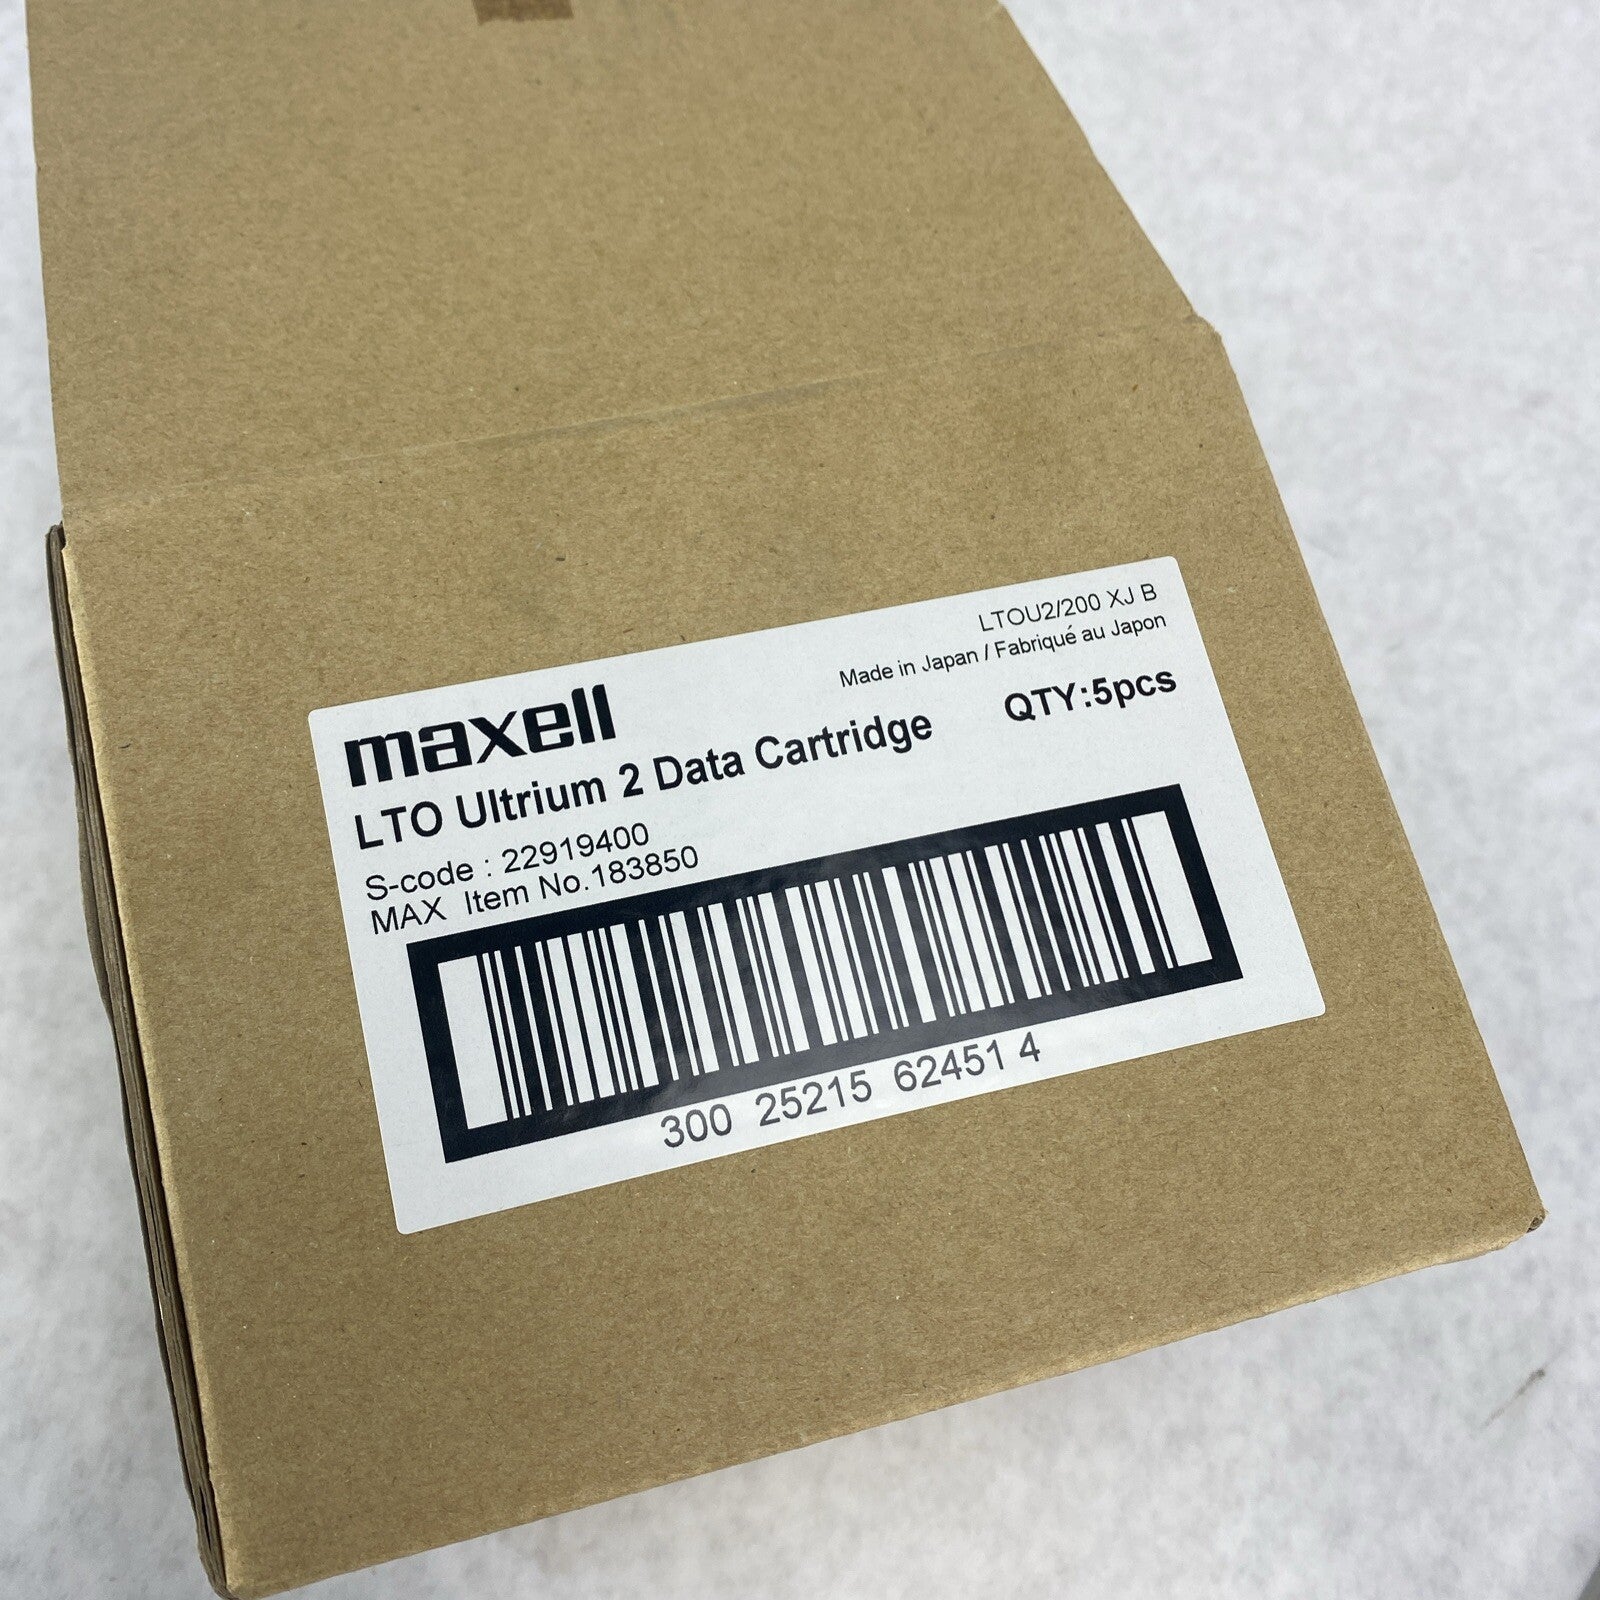 LTOU2/200 XJ B
Made in Japan / Fabriqué au Japon
maxell
LTO Ultrium 2 Data Cartridge QTY:5pcs
S-code : 22919400
MAX Item No.183850
300 25215 62451 4